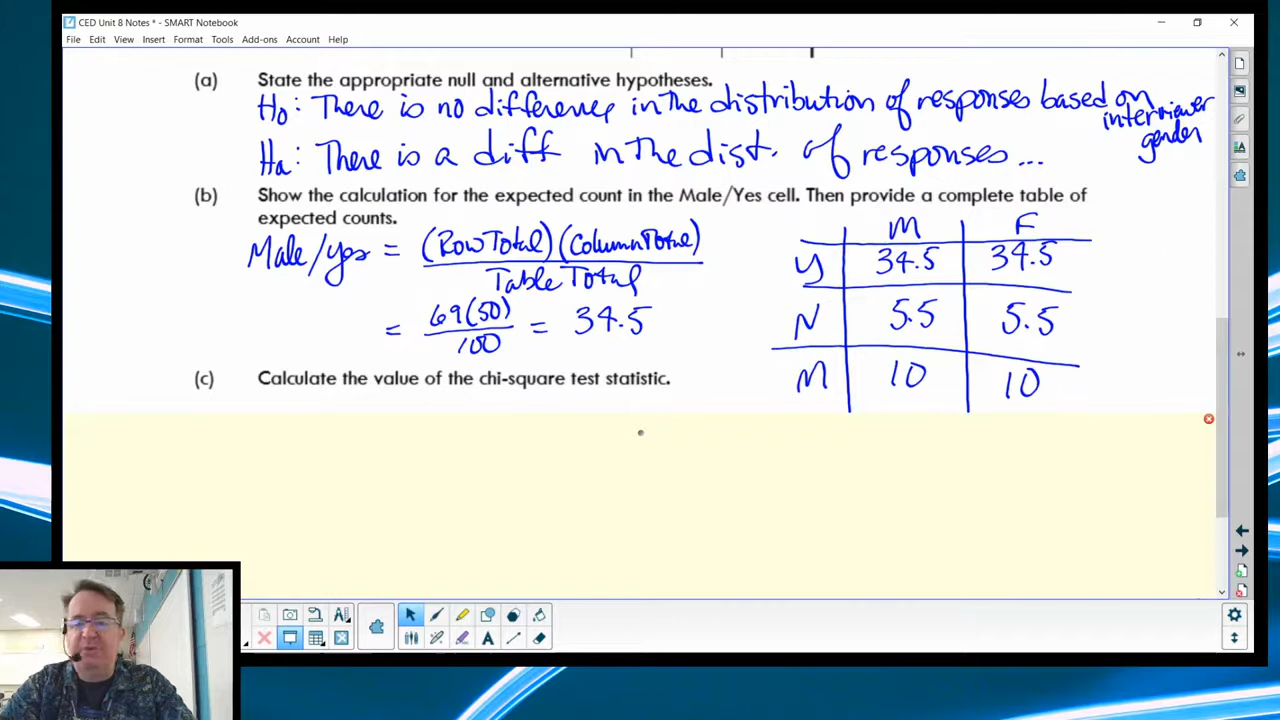 CED Unit 8 Notes * - SMART Notebook
File Edit View Insert Format Tools Add-ons Account Help
(a) State the appropriate null and alternative hypotheses.
Ho: There is no difference in the distribution of responses based on interviewer gender
Ha: There is a diff in the dist. of responses ...
(b) Show the calculation for the expected count in the Male/Yes cell. Then provide a complete table of
expected counts.
Male/yes = (Row Total)(Column Total)
Table Total
= 69(50)
100
= 34.5
M F
Y 34.5 34.5
N 5.5 5.5
M 10 10
(c) Calculate the value of the chi-square test statistic.